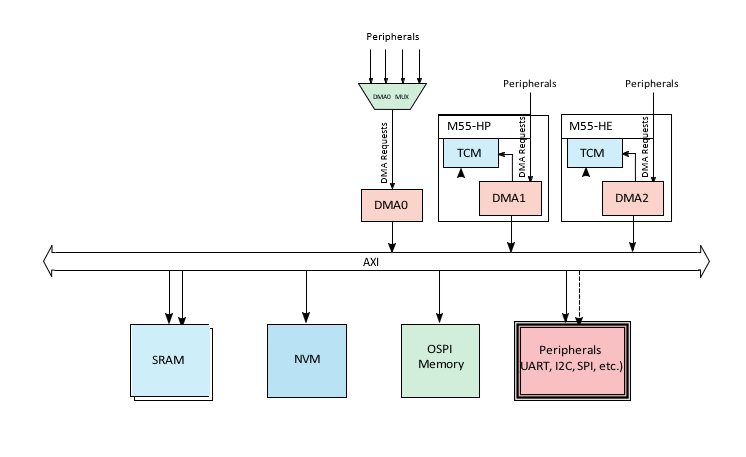 Peripherals
DMA0 MUX
DMA Requests
DMA0
Peripherals
M55-HP
DMA Requests
TCM
DMA1
Peripherals
M55-HE
DMA Requests
TCM
DMA2
AXI
SRAM
NVM
OSPI
Memory
Peripherals
UART, I2C, SPI, etc.)